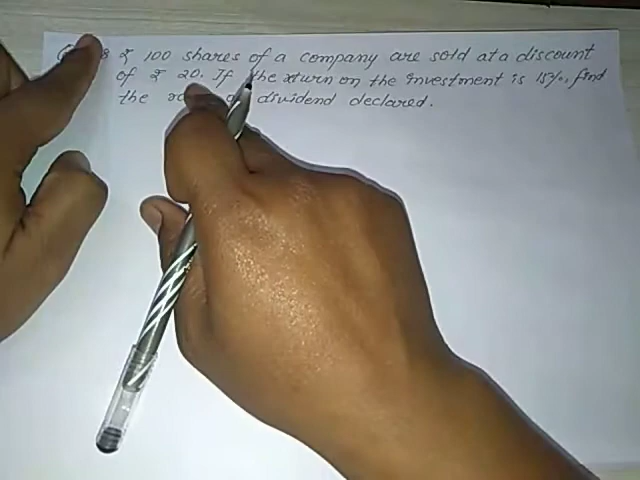 8 ₹ 100 shares of a company are sold at a discount
of ₹ 20. If the return on the investment is 15%, find
the dividend declared.